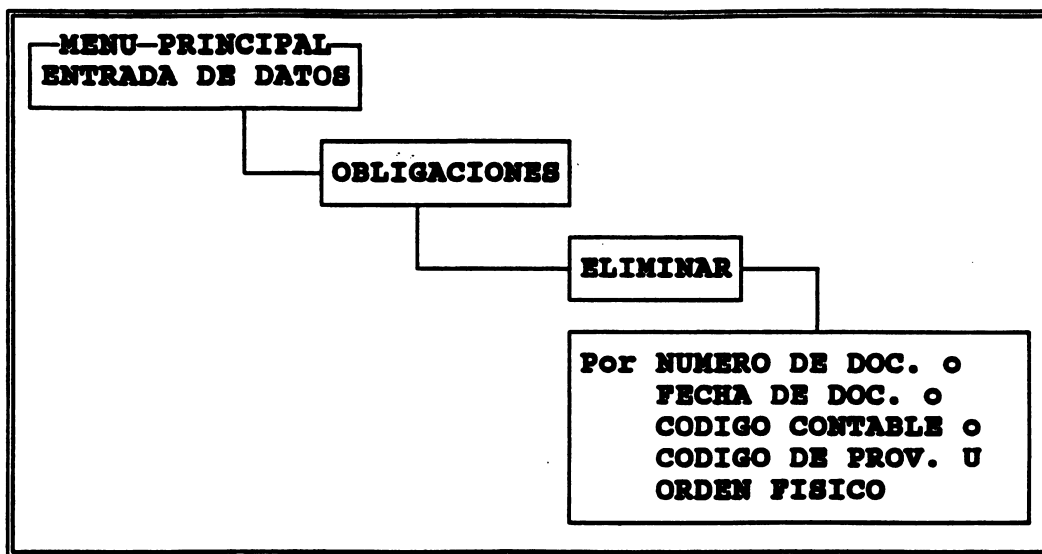 MENU PRINCIPAL
ENTRADA DE DATOS
OBLIGACIONES
ELIMINAR
Por NUMERO DE DOC. o
FECHA DE DOC. o
CODIGO CONTABLE o
CODIGO DE PROV. U
ORDEN FISICO